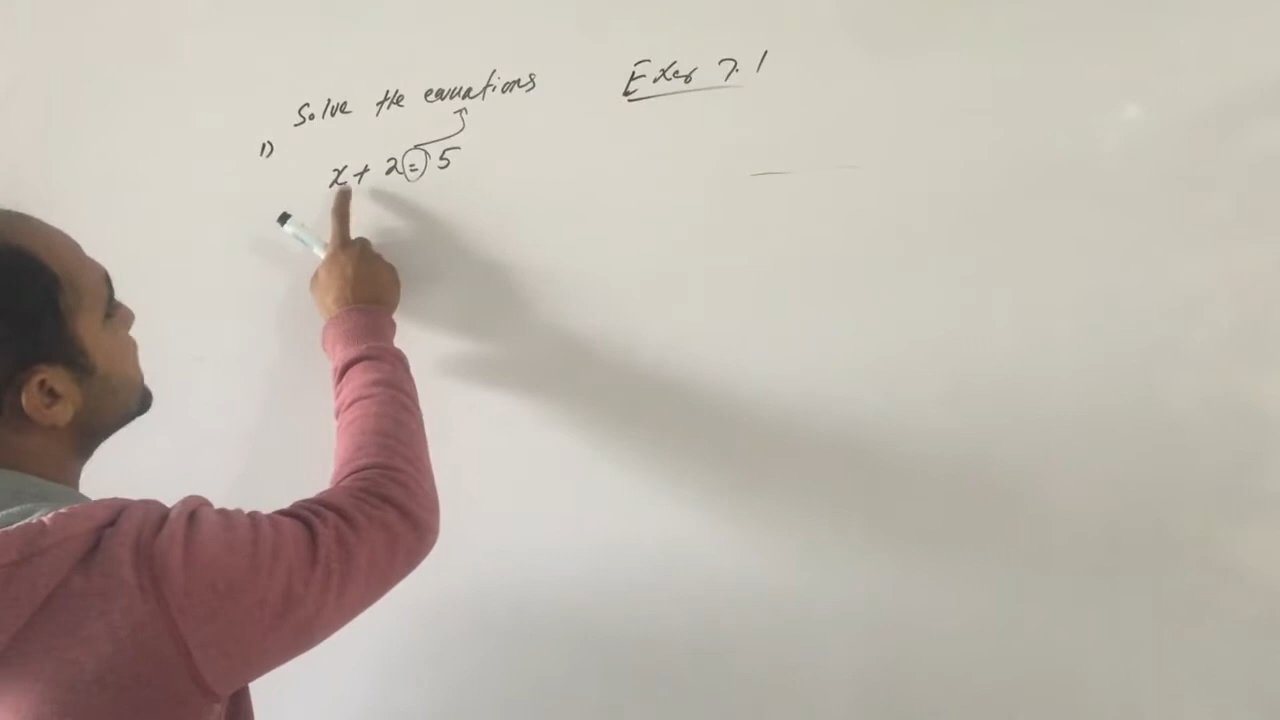 Solve the equations
Exer 7.1
1)
x + 2 = 5